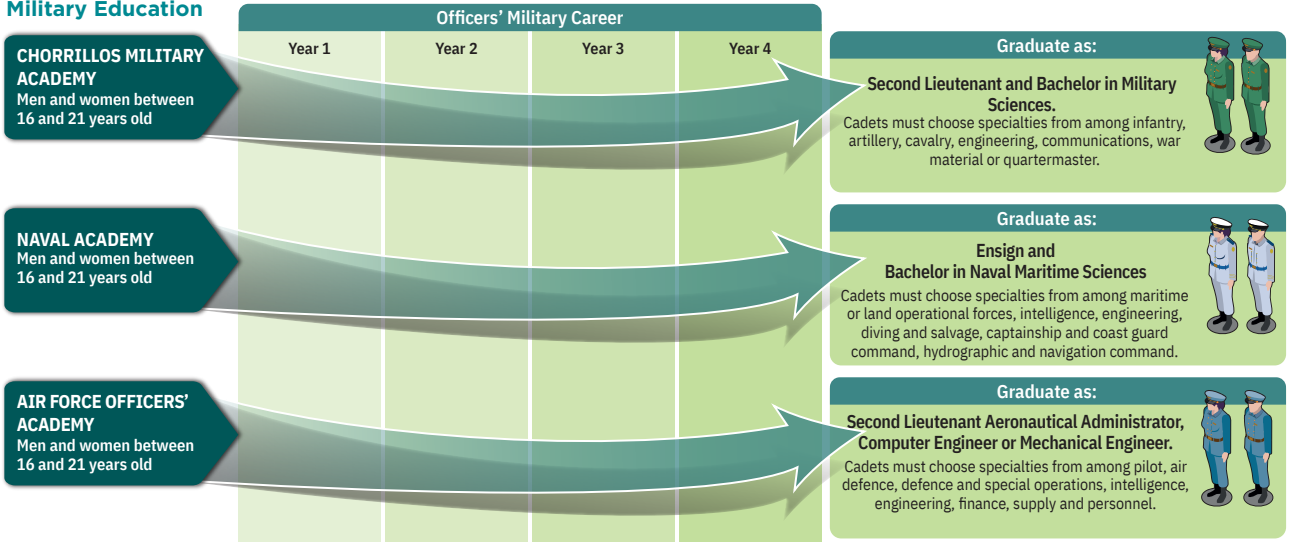 Military Education
Officers’ Military Career
Year 1
Year 2
Year 3
Year 4
CHORRILLOS MILITARY
ACADEMY
Men and women between
16 and 21 years old
Graduate as:
Second Lieutenant and Bachelor in Military
Sciences.
Cadets must choose specialties from among infantry,
artillery, cavalry, engineering, communications, war
material or quartermaster.
NAVAL ACADEMY
Men and women between
16 and 21 years old
Graduate as:
Ensign and
Bachelor in Naval Maritime Sciences
Cadets must choose specialties from among maritime
or land operational forces, intelligence, engineering,
diving and salvage, captainship and coast guard
command, hydrographic and navigation command.
AIR FORCE OFFICERS’
ACADEMY
Men and women between
16 and 21 years old
Graduate as:
Second Lieutenant Aeronautical Administrator,
Computer Engineer or Mechanical Engineer.
Cadets must choose specialties from among pilot, air
defence, defence and special operations, intelligence,
engineering, finance, supply and personnel.